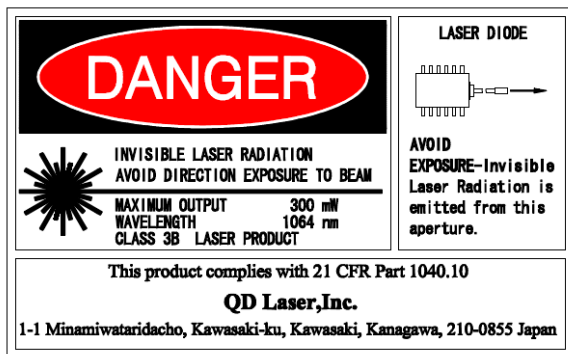 DANGER
INVISIBLE LASER RADIATION
AVOID DIRECTION EXPOSURE TO BEAM
MAXIMUM OUTPUT 300 mW
WAVELENGTH 1064 nm
CLASS 3B LASER PRODUCT
LASER DIODE
AVOID
EXPOSURE-Invisible
Laser Radiation is
emitted from this
aperture.
This product complies with 21 CFR Part 1040.10
QD Laser,Inc.
1-1 Minamiwataridacho, Kawasaki-ku, Kawasaki, Kanagawa, 210-0855 Japan